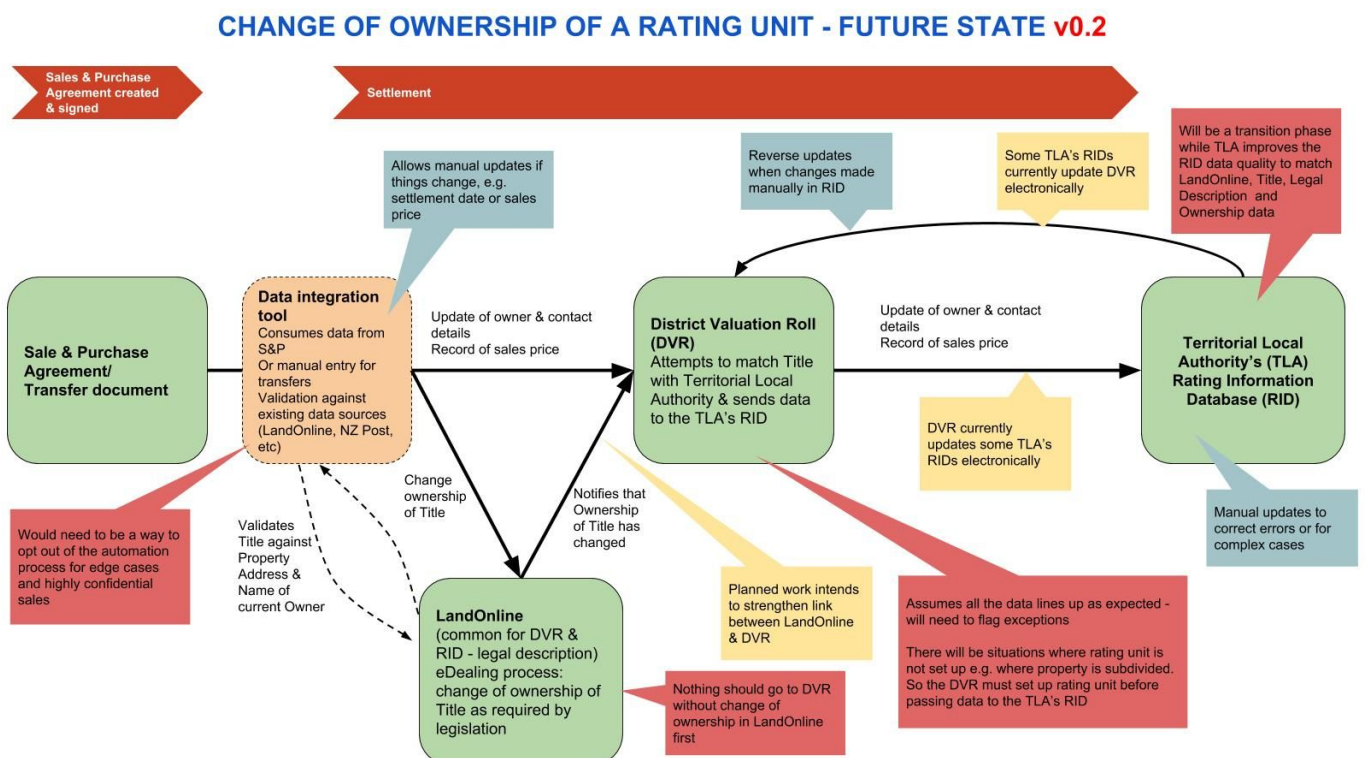 CHANGE OF OWNERSHIP OF A RATING UNIT - FUTURE STATE v0.2
Sales & Purchase
Agreement created
& signed
Settlement
Allows manual updates if
things change, e.g.
settlement date or sales
price
Reverse updates
when changes made
manually in RID
Some TLA's RIDs
currently update DVR
electronically
Will be a transition phase
while TLA improves the
RID data quality to match
LandOnline, Title, Legal
Description and
Ownership data
Sale & Purchase
Agreement/
Transfer document
Data integration
tool
Consumes data from
S&P
Or manual entry for
transfers
Validation against
existing data sources
(LandOnline, NZ Post,
etc)
Update of owner & contact
details
Record of sales price
District Valuation Roll
(DVR)
Attempts to match Title
with Territorial Local
Authority & sends data
to the TLA's RID
Update of owner & contact
details
Record of sales price
Territorial Local
Authority's (TLA)
Rating Information
Database (RID)
DVR currently
updates some TLA's
RIDs electronically
Would need to be a way to
opt out of the automation
process for edge cases
and highly confidential
sales
Validates
Title against
Property
Address &
Name of
current Owner
Change
ownership
of Title
Notifies that
Ownership
of Title has
changed
Manual updates to
correct errors or for
complex cases
LandOnline
(common for DVR &
RID - legal description)
eDealing process:
change of ownership of
Title as required by
legislation
Planned work intends
to strengthen link
between LandOnline
& DVR
Nothing should go to DVR
without change of
ownership in LandOnline
first
Assumes all the data lines up as expected -
will need to flag exceptions
There will be situations where rating unit is
not set up e.g. where property is subdivided.
So the DVR must set up rating unit before
passing data to the TLA's RID